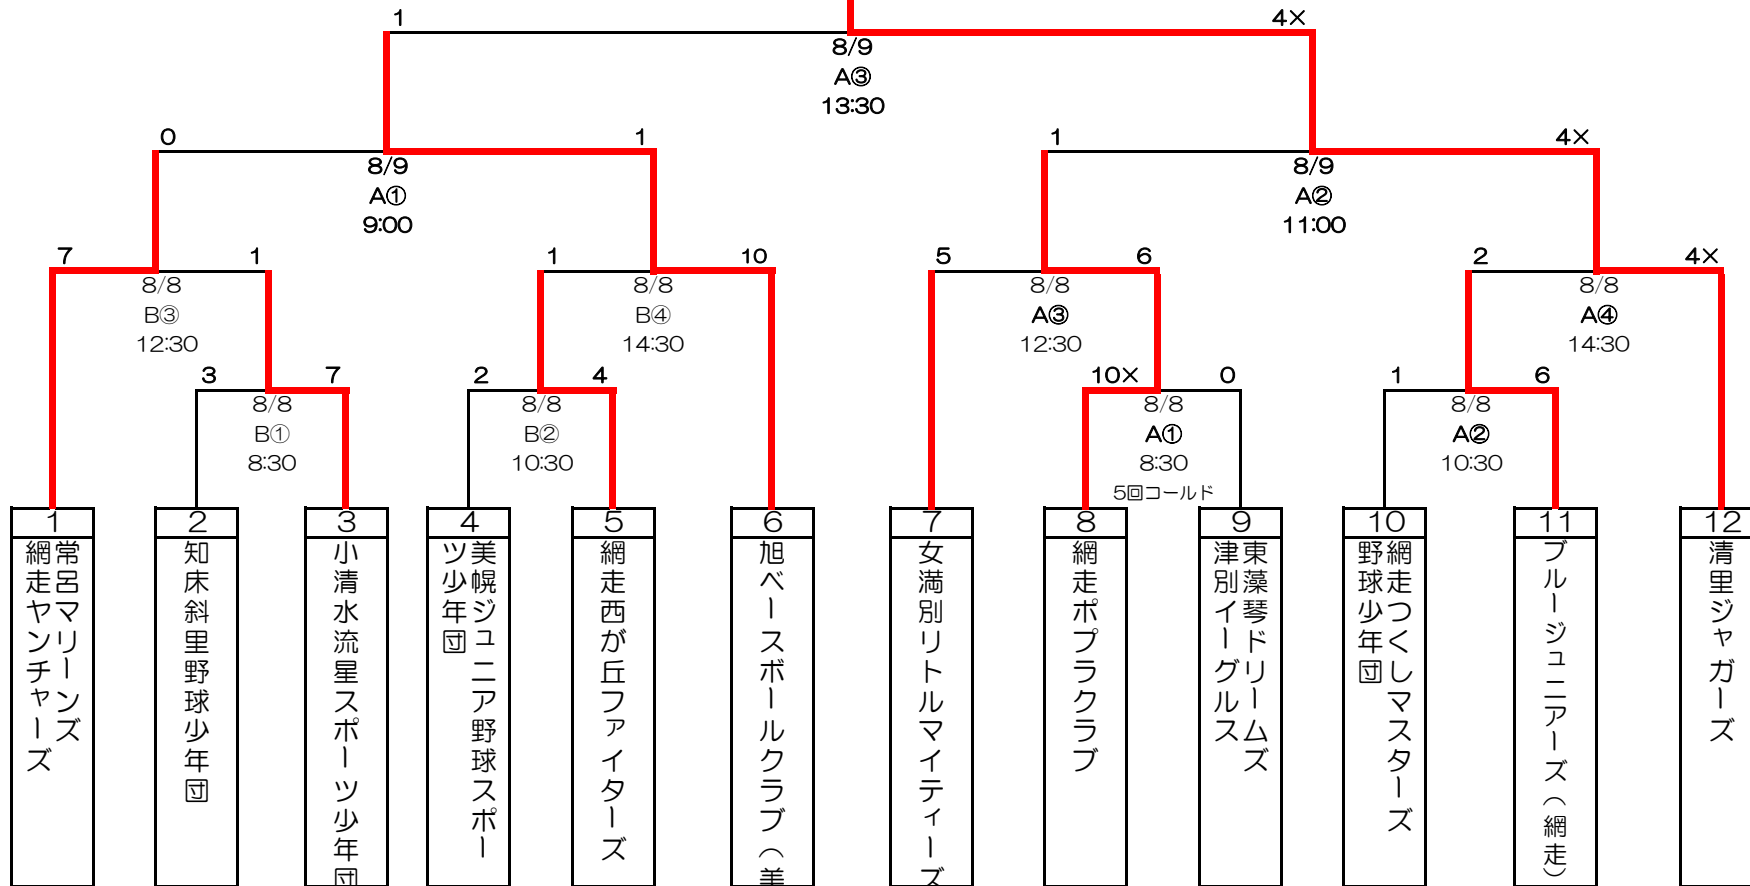 1 4×
8/9
A③
13:30
0 1
8/9
A①
9:00
1 4×
8/9
A②
11:00
7 1
8/8
B③
12:30
1 10
8/8
B④
14:30
5 6
8/8
A③
12:30
2 4×
8/8
A④
14:30
3 7
8/8
B①
8:30
2 4
8/8
B②
10:30
10× 0
8/8
A①
8:30
5回コールド
1 6
8/8
A②
10:30
1
常呂マリーンズ
網走ヤンチャーズ
2
知床斜里野球少年団
3
小清水流星スポーツ少年団
4
美幌ジュニア野球スポー
ツ少年団
5
網走西が丘ファイターズ
6
旭ベースボールクラブ（美
7
女満別リトルマイティーズ
8
網走ポプラクラブ
9
東藻琴ドリームズ
津別イーグルス
10
網走つくしマスターズ
野球少年団
11
ブルージュニアーズ（網走）
12
清里ジャガーズ